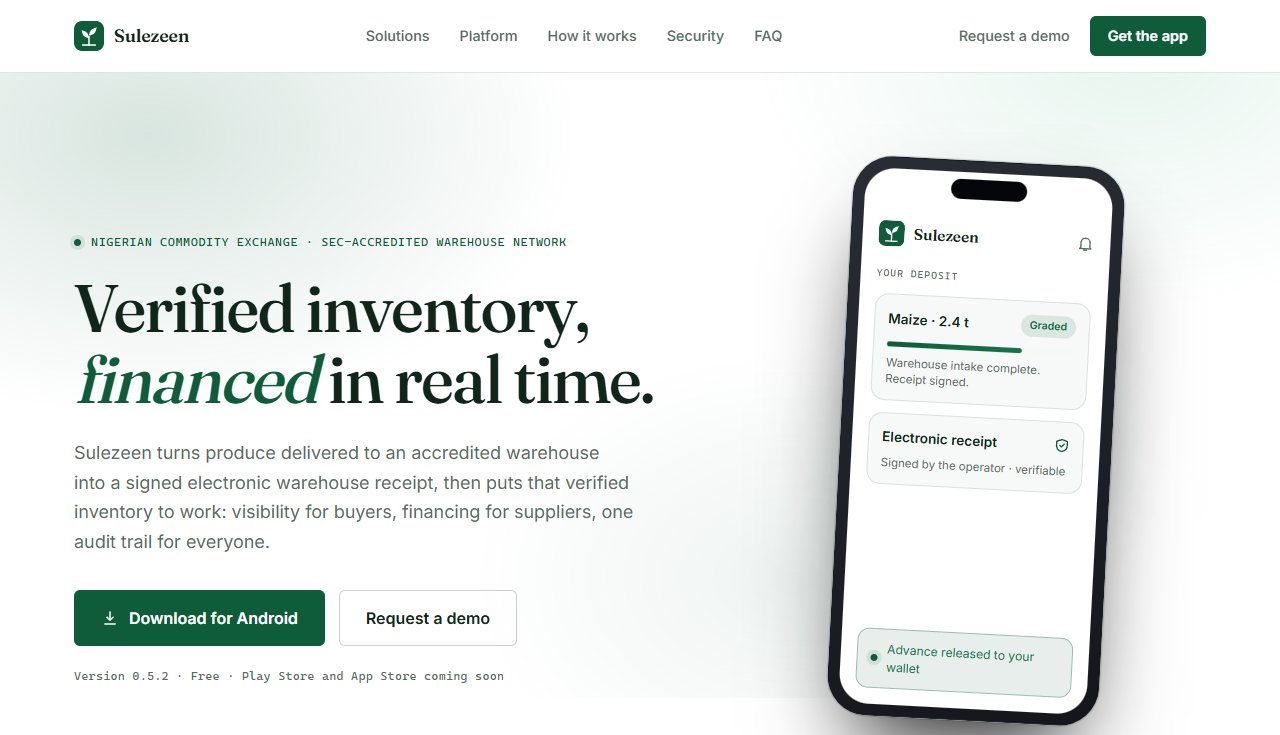 Sulezeen
Solutions
Platform
How it works
Security
FAQ
Request a demo
Get the app
NIGERIAN COMMODITY EXCHANGE · SEC-ACCREDITED WAREHOUSE NETWORK
Verified inventory,
financed in real time.
Sulezeen turns produce delivered to an accredited warehouse
into a signed electronic warehouse receipt, then puts that verified
inventory to work: visibility for buyers, financing for suppliers, one
audit trail for everyone.
Download for Android
Request a demo
Version 0.5.2 · Free · Play Store and App Store coming soon
Sulezeen
YOUR DEPOSIT
Maize · 2.4 t
Graded
Warehouse intake complete.
Receipt signed.
Electronic receipt
Signed by the operator · verifiable
Advance released to your
wallet